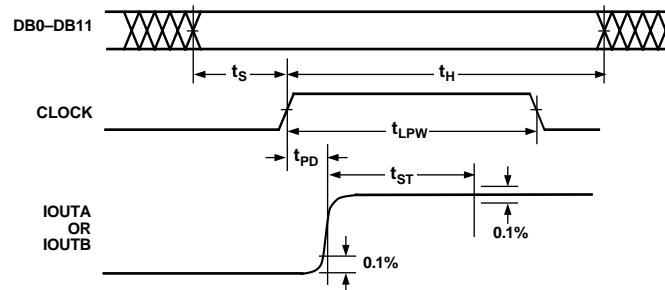 DB0–DB11
tS
tH
CLOCK
tLPW
tPD
tST
IOUTA
OR
IOUTB
0.1%
0.1%